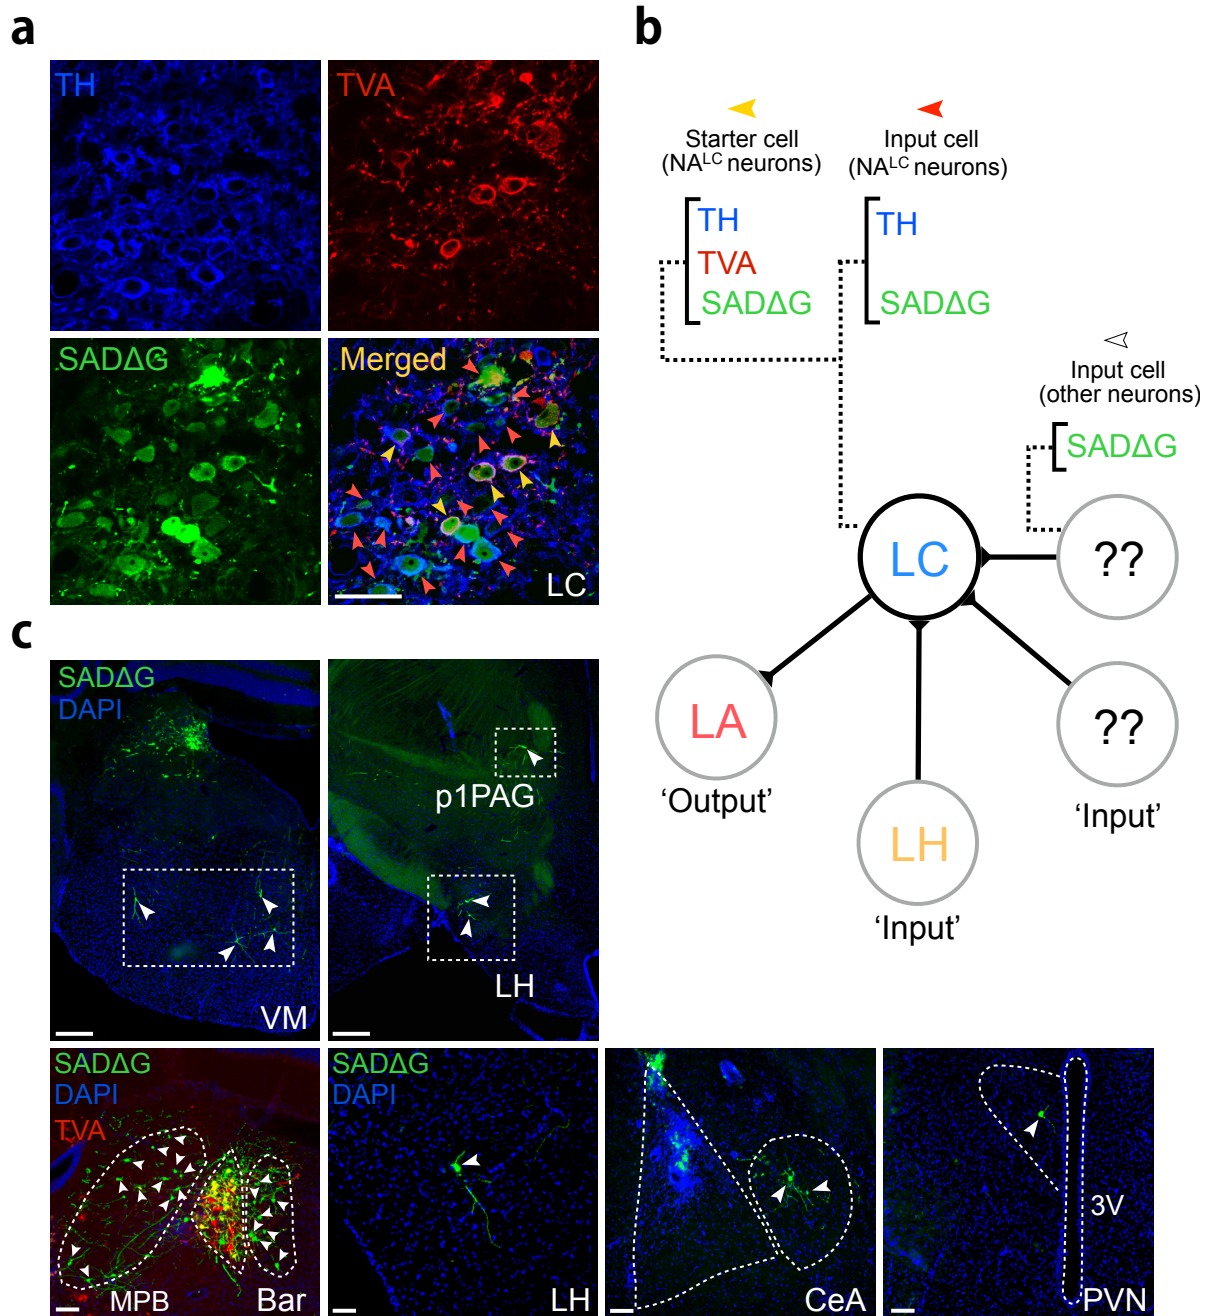 a
TH
TVA
SADΔG
Merged
LC
b
Starter cell
(NA^LC neurons)
Input cell
(NA^LC neurons)
TH
TVA
SADΔG
TH
SADΔG
Input cell
(other neurons)
SADΔG
LC
??
LA
??
'Output'
LH
'Input'
'Input'
c
SADΔG
DAPI
VM
p1PAG
LH
SADΔG
DAPI
TVA
MPB
Bar
SADΔG
DAPI
LH
CeA
3V
PVN